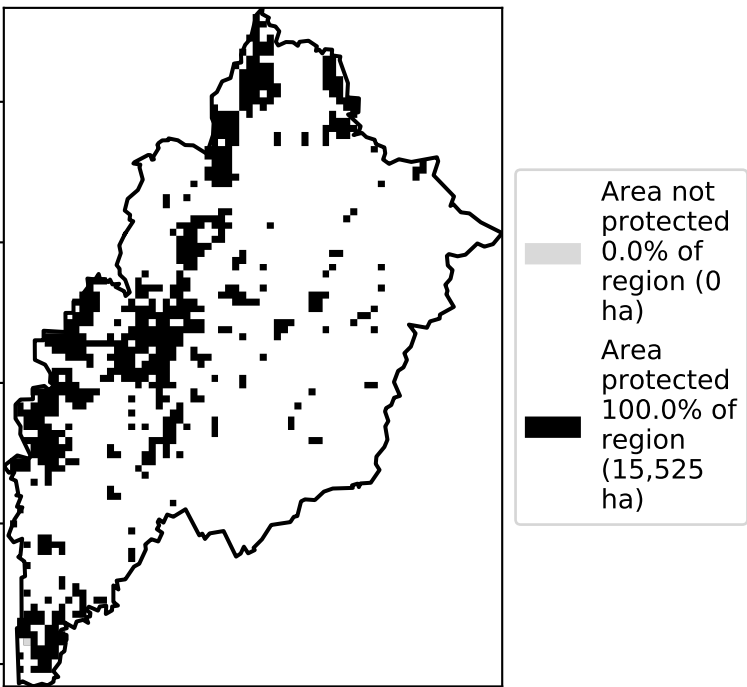 Area not
protected
0.0% of
region (0
ha)
Area
protected
100.0% of
region
(15,525
ha)